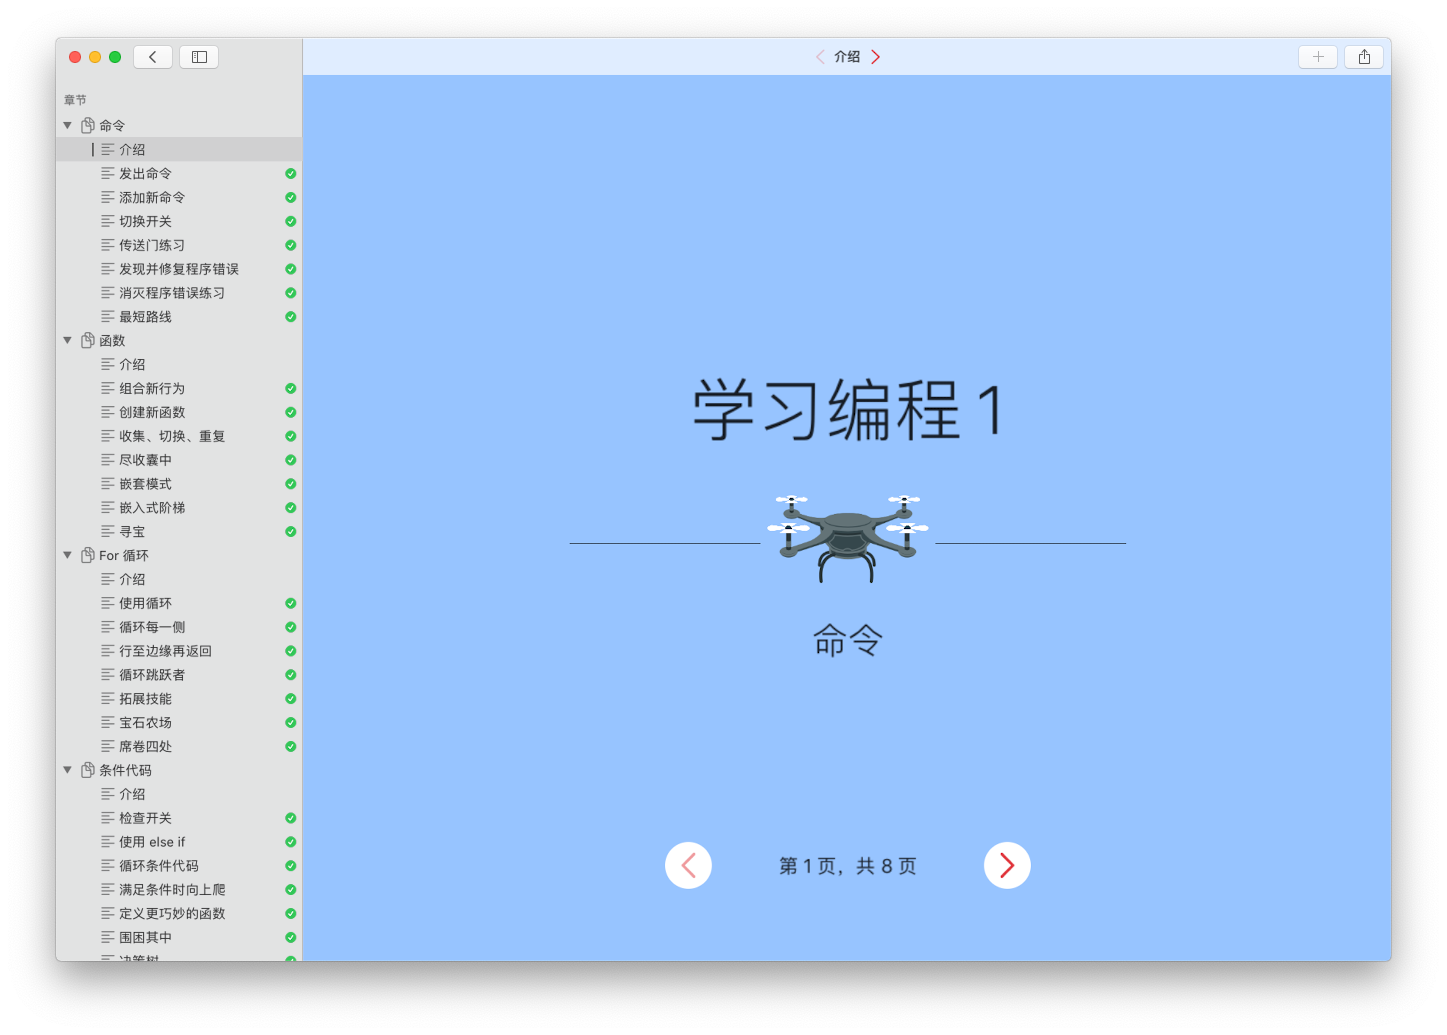 介绍
章节
命令
介绍
发出命令
添加新命令
切换开关
传送门练习
发现并修复程序错误
消灭程序错误练习
最短路线
函数
介绍
组合新行为
创建新函数
收集、切换、重复
尽收囊中
嵌套模式
嵌入式阶梯
寻宝
For 循环
介绍
使用循环
循环每一侧
行至边缘再返回
循环跳跃者
拓展技能
宝石农场
席卷四处
条件代码
介绍
检查开关
使用 else if
循环条件代码
满足条件时向上爬
定义更巧妙的函数
围困其中
决策树
学习编程 1
命令
第 1 页，共 8 页